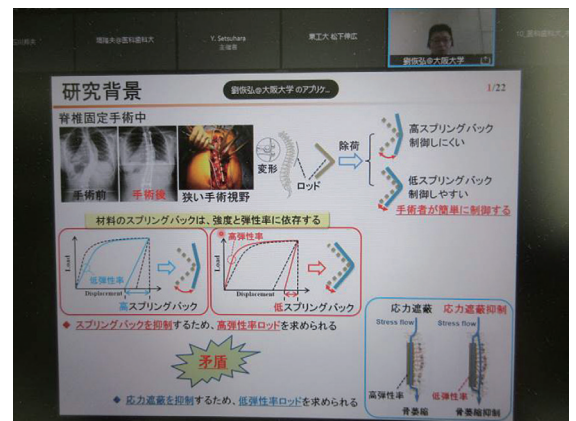 Y. Setsuhara
東工大 松下伸広
劉恢弘@大阪大学
研究背景
劉恢弘@大阪大学 のアプリケ...
1/22
脊椎固定手術中
手術前
手術後
狭い手術視野
変形
ロッド
除荷
高スプリングバック
制御しにくい
低スプリングバック
制御しやすい
手術者が簡単に制御する
材料のスプリングバックは、強度と弾性率に依存する
Load
低弾性率
Displacement
高スプリングバック
高弾性率
Load
Displacement
低スプリングバック
◆ スプリングバックを抑制するため、高弾性率ロッドを求められる
矛盾
◆ 応力遮蔽を抑制するため、低弾性率ロッドを求められる
応力遮蔽
応力遮蔽抑制
Stress flow
Stress flow
高弾性率
低弾性率
骨萎縮
骨萎縮抑制